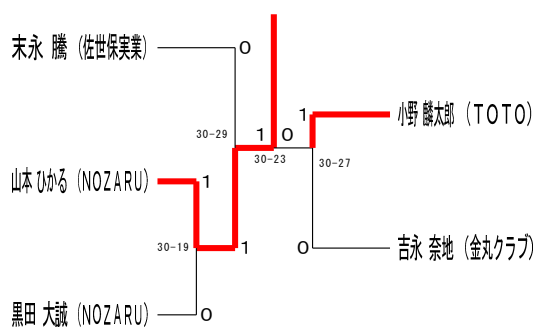 末永 騰 (佐世保実業)
0
30-29
1 0
30-23
1
小野 麟太郎 (TOTO)
30-27
山本 ひかる (NOZARU)
1
30-19
1
0
吉永 奈地 (金丸クラブ)
黒田 大誠 (NOZARU)
0